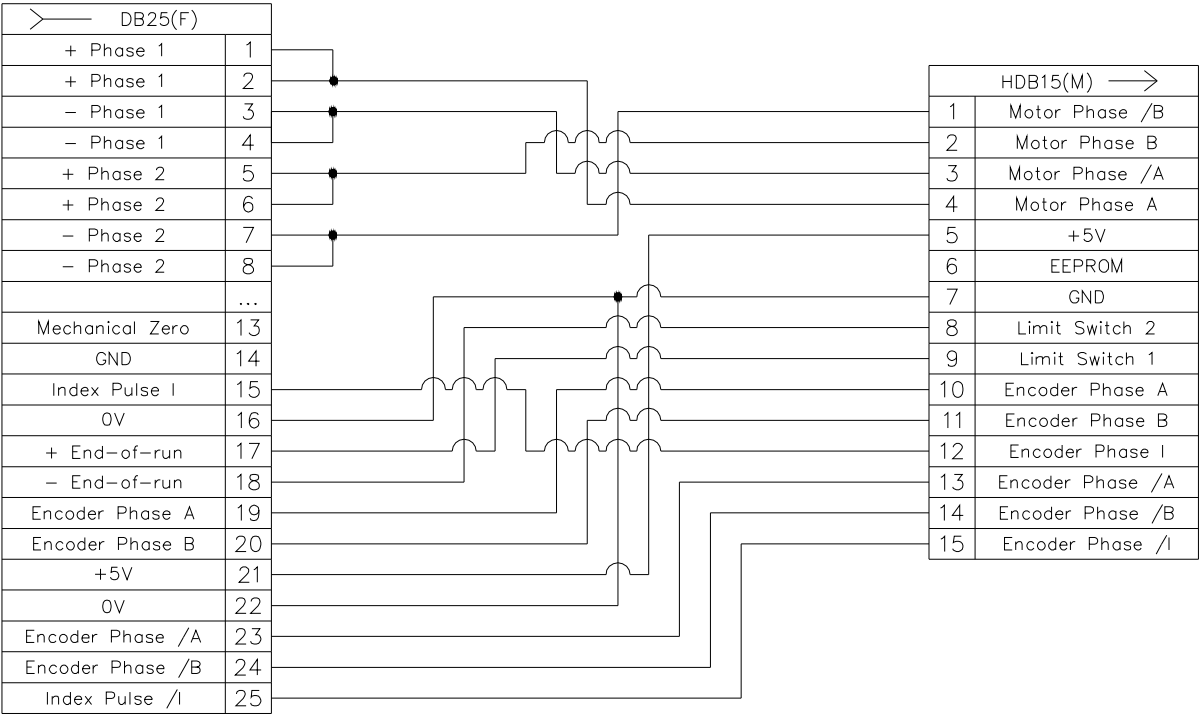 DB25(F)
+ Phase 1 1
+ Phase 1 2
- Phase 1 3
- Phase 1 4
+ Phase 2 5
+ Phase 2 6
- Phase 2 7
- Phase 2 8
...
Mechanical Zero 13
GND 14
Index Pulse I 15
0V 16
+ End-of-run 17
- End-of-run 18
Encoder Phase A 19
Encoder Phase B 20
+5V 21
0V 22
Encoder Phase /A 23
Encoder Phase /B 24
Index Pulse /I 25
HDB15(M)
1 Motor Phase /B
2 Motor Phase B
3 Motor Phase /A
4 Motor Phase A
5 +5V
6 EEPROM
7 GND
8 Limit Switch 2
9 Limit Switch 1
10 Encoder Phase A
11 Encoder Phase B
12 Encoder Phase I
13 Encoder Phase /A
14 Encoder Phase /B
15 Encoder Phase /I